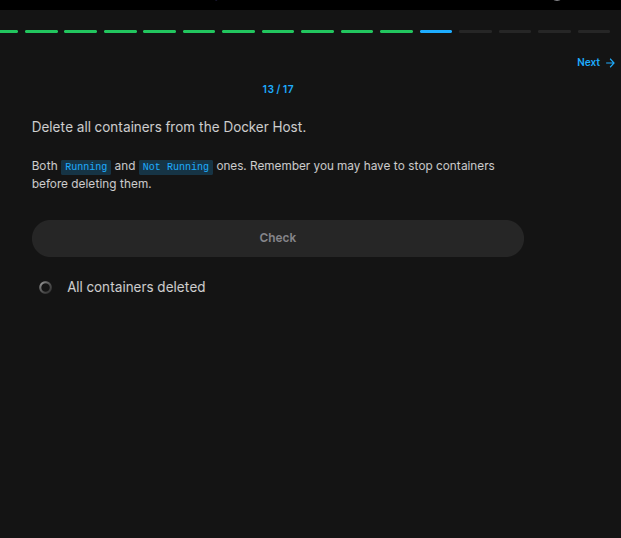 Next
13 / 17
Delete all containers from the Docker Host.
Both Running and Not Running ones. Remember you may have to stop containers
before deleting them.
Check
All containers deleted